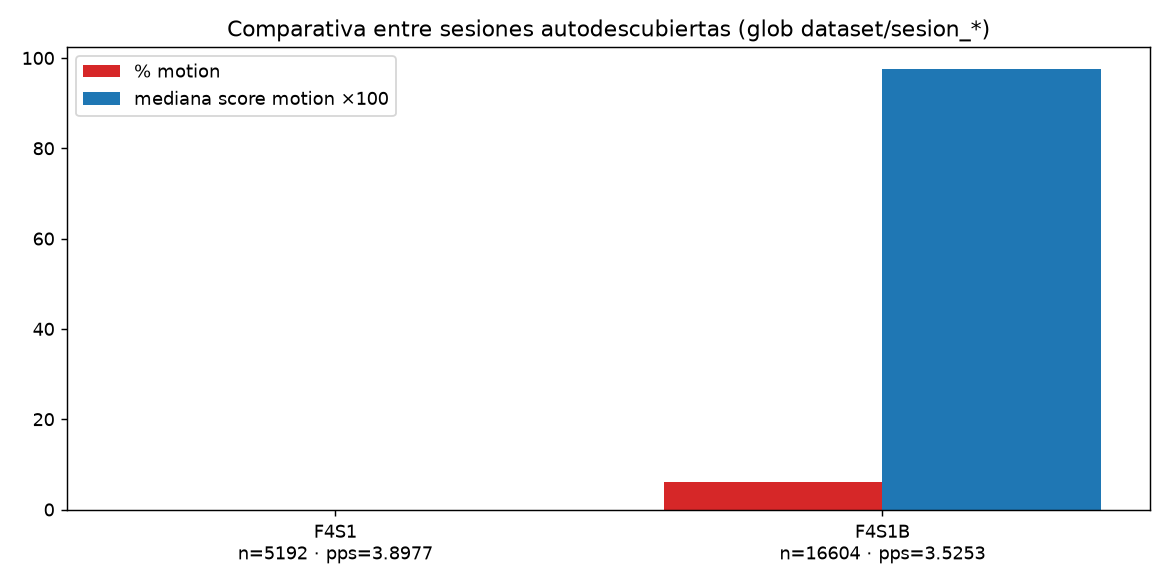 Comparativa entre sesiones autodescubiertas (glob dataset/sesion_*)
% motion
mediana score motion ×100
100
80
60
40
20
0
F4S1
n=5192 · pps=3.8977
F4S1B
n=16604 · pps=3.5253